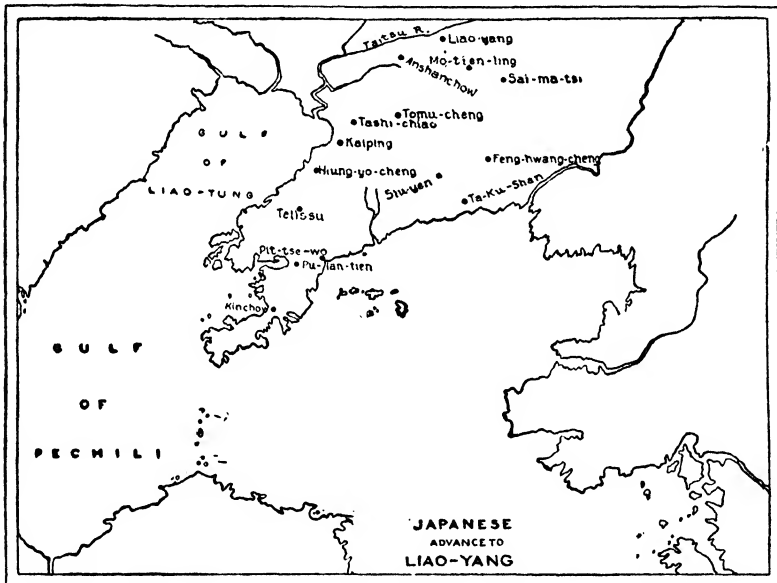 Taitsu R.
Liao-yang
Mo-tien-ling
Anshanchow
Sai-ma-tsi
Tomu-cheng
Tashi-chiao
GULF
OF
LIAO-TUNG
Kaiping
Feng-hwang-cheng
Hiung-yo-cheng
Siu-yen
Ta-Ku-Shan
Telissu
Pit-tse-wo
Pu-lan-tien
Kinchow
GULF
OF
PECHILI
JAPANESE
ADVANCE TO
LIAO-YANG